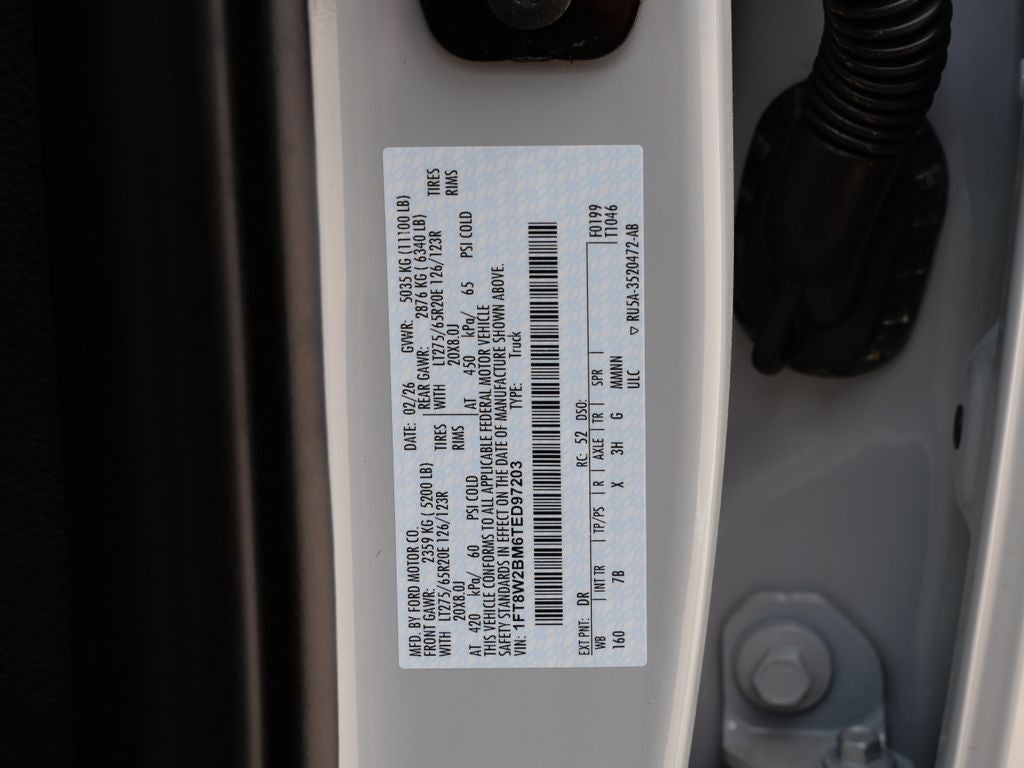 MFD. BY FORD MOTOR CO.
DATE: 02/26 GVWR: 5035 KG (11100 LB)
FRONT GAWR: 2359 KG ( 5200 LB) REAR GAWR: 2876 KG ( 6340 LB)
WITH LT275/65R20E 126/123R TIRES WITH LT275/65R20E 126/123R TIRES
20X8.0J RIMS 20X8.0J RIMS
AT 420 kPa/ 60 PSI COLD AT 450 kPa/ 65 PSI COLD
THIS VEHICLE CONFORMS TO ALL APPLICABLE FEDERAL MOTOR VEHICLE
SAFETY STANDARDS IN EFFECT ON THE DATE OF MANUFACTURE SHOWN ABOVE.
VIN: 1FT8W2BM6TED97203 TYPE: Truck
EXT PNT: DR RC: 52 DSO: F0199
WB INT TR TP/PS R AXLE TR SPR T1046
160 7B X 3H G MMNNN
ULC ▽ RU5A-3520472-AB